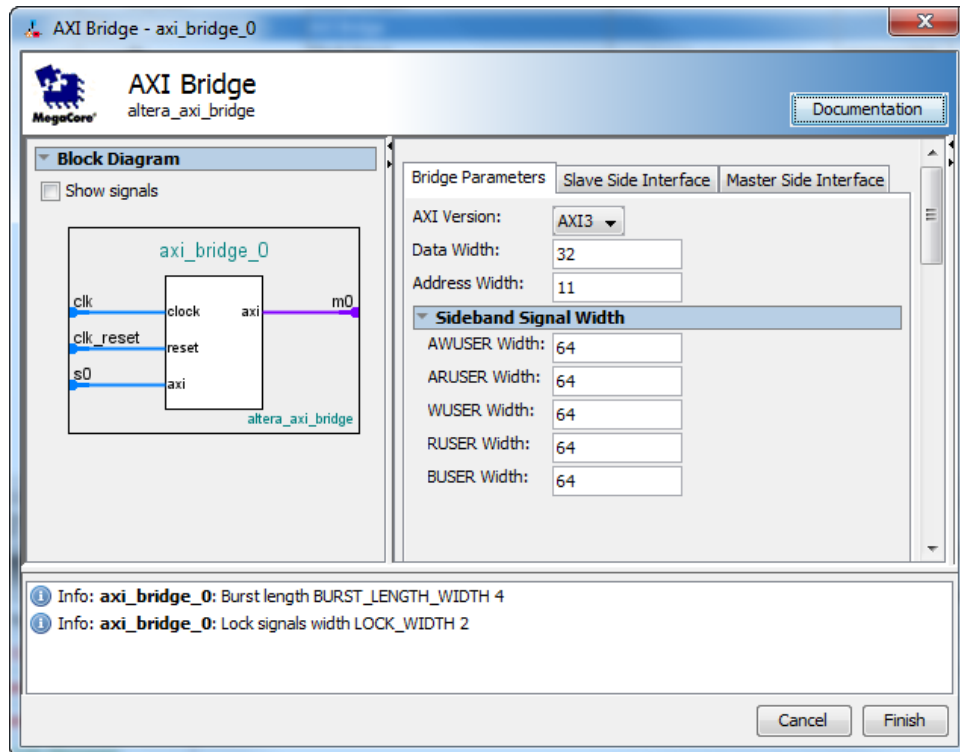 AXI Bridge - axi_bridge_0
AXI Bridge
altera_axi_bridge
MegaCore®
Documentation
Block Diagram
Show signals
axi_bridge_0
clk
clock
axi
m0
clk_reset
reset
s0
axi
altera_axi_bridge
Bridge Parameters
Slave Side Interface
Master Side Interface
AXI Version: AXI3
Data Width: 32
Address Width: 11
Sideband Signal Width
AWUSER Width: 64
ARUSER Width: 64
WUSER Width: 64
RUSER Width: 64
BUSER Width: 64
Info: axi_bridge_0: Burst length BURST_LENGTH_WIDTH 4
Info: axi_bridge_0: Lock signals width LOCK_WIDTH 2
Cancel
Finish